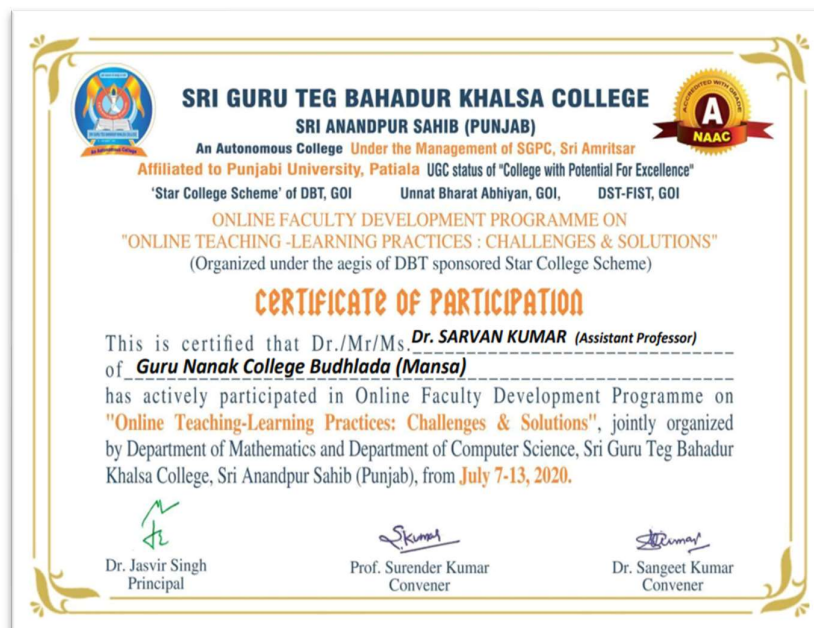 SRI GURU TEG BAHADUR KHALSA COLLEGE
SRI ANANDPUR SAHIB (PUNJAB)
An Autonomous College Under the Management of SGPC, Sri Amritsar
Affiliated to Punjabi University, Patiala UGC status of "College with Potential For Excellence"
'Star College Scheme' of DBT, GOI Unnat Bharat Abhiyan, GOI, DST-FIST, GOI
ACCREDITED WITH GRADE
A
NAAC
An Autonomous College
ONLINE FACULTY DEVELOPMENT PROGRAMME ON
"ONLINE TEACHING -LEARNING PRACTICES : CHALLENGES & SOLUTIONS"
(Organized under the aegis of DBT sponsored Star College Scheme)
CERTIFICATE OF PARTICIPATION
This is certified that Dr./Mr/Ms. Dr. SARVAN KUMAR (Assistant Professor)
of Guru Nanak College Budhlada (Mansa)
has actively participated in Online Faculty Development Programme on
"Online Teaching-Learning Practices: Challenges & Solutions", jointly organized
by Department of Mathematics and Department of Computer Science, Sri Guru Teg Bahadur
Khalsa College, Sri Anandpur Sahib (Punjab), from July 7-13, 2020.
SKumar
Dr. Jasvir Singh
Principal
Prof. Surender Kumar
Convener
Dr. Sangeet Kumar
Convener